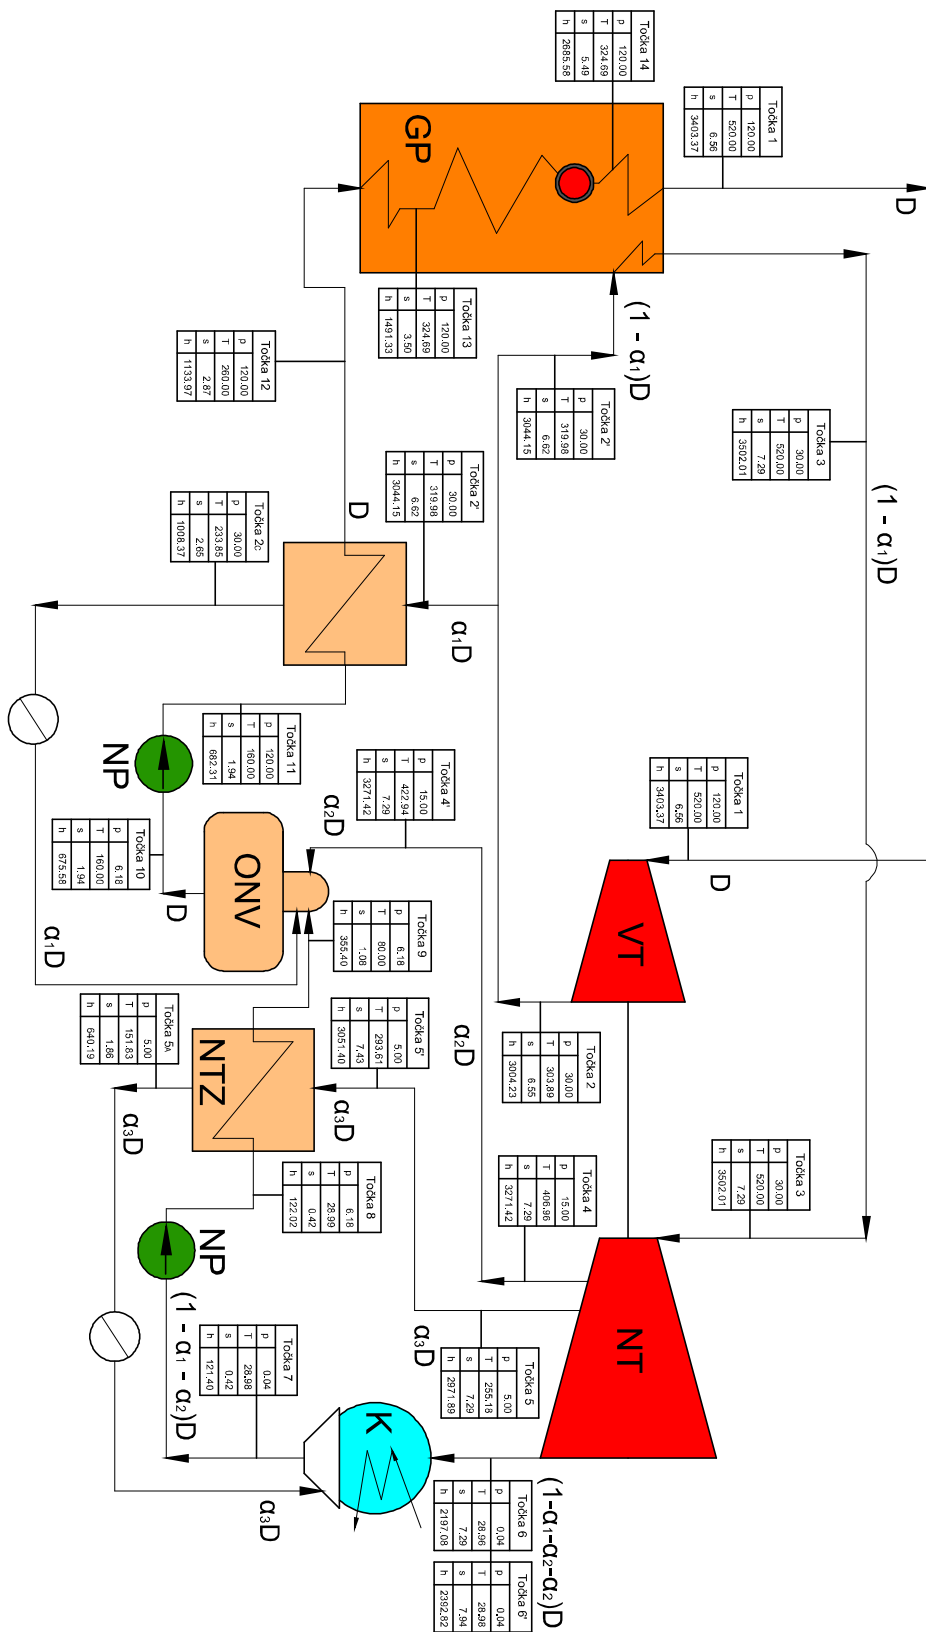 Točka 14
p 120.00
T 324.69
s 5.49
h 2685.58
Točka 1
p 120.00
T 520.00
s 6.56
h 3403.37
GP
D
Točka 13
p 120.00
T 324.69
s 3.50
h 1491.33
(1 - α₁)D
Točka 12
p 120.00
T 260.00
s 2.87
h 1133.97
Točka 2'
p 30.00
T 319.98
s 6.62
h 3044.15
Točka 3
p 30.00
T 520.00
s 7.29
h 3502.01
(1 - α₁)D
Točka 2'
p 30.00
T 319.98
s 6.62
h 3044.15
D
Točka 2c
p 30.00
T 233.85
s 2.65
h 1008.37
α₁D
Točka 11
p 120.00
T 160.00
s 1.94
h 682.31
NP
Točka 4'
p 15.00
T 422.94
s 7.29
h 3271.42
α₂D
Točka 1
p 120.00
T 520.00
s 6.56
h 3403.37
D
VT
Točka 10
p 6.18
T 160.00
s 1.94
h 675.58
ONV
D
Točka 9
p 6.18
T 80.00
s 1.08
h 355.40
α₁D
Točka 5A
p 5.00
T 151.83
s 1.86
h 640.19
NTZ
Točka 5'
p 5.00
T 293.61
s 7.43
h 3051.40
α₂D
Točka 2
p 30.00
T 303.89
s 6.55
h 3004.23
α₃D
α₃D
Točka 8
p 6.18
T 28.99
s 0.42
h 122.02
NP
Točka 4
p 15.00
T 406.96
s 7.29
h 3271.42
Točka 3
p 30.00
T 520.00
s 7.29
h 3502.01
NT
α₃D
Točka 5
p 5.00
T 255.18
s 7.29
h 2971.89
(1 - α₁ - α₂)D
Točka 7
p 0.04
T 28.98
s 0.42
h 121.40
K
α₃D
Točka 6
p 0.04
T 28.96
s 7.29
h 2197.08
(1-α₁-α₂-α₂)D
Točka 6'
p 0.04
T 28.98
s 7.94
h 2392.82